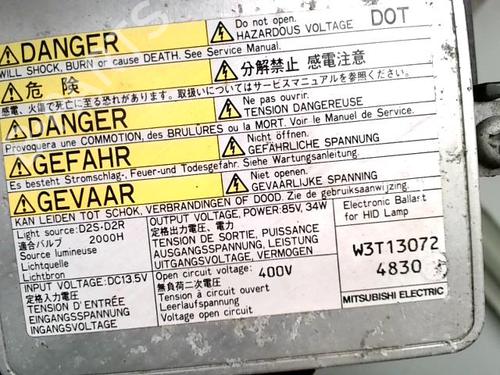 DANGER
Do not open.
HAZARDOUS VOLTAGE
DOT
WILL SHOCK, BURN or cause DEATH. See Service Manual.
危険
分解禁止 感電注意
感電、火傷で死亡に至る恐れがあります。取扱いについてはサービスマニュアルを参照ください。
DANGER
Ne pas ouvrir.
TENSION DANGEREUSE
Provoquera une COMMOTION, des BRULURES ou la MORT. Voir le Manuel de Service.
GEFAHR
Nicht öffnen.
GEFÄHRLICHE SPANNUNG
Es besteht Stromschlag-, Feuer-und Todesgefahr. Siehe Wartungsanleitung.
GEVAAR
Niet openen.
GEVAARLIJKE SPANNING
KAN LEIDEN TOT SCHOK, VERBRANDINGEN OF DOOD. Zie de gebruiksaanwijzing.
Light source: D2S·D2R
適合バルブ 2000H
Source lumineuse
Lichtquelle
Lichtbron
INPUT VOLTAGE: DC13.5V
定格入力電圧
TENSION D'ENTRÉE
EINGANGSSPANNUNG
INGANGSVOLTAGE
OUTPUT VOLTAGE, POWER: 85V, 34W
定格出力電圧、電力
TENSION DE SORTIE, PUISSANCE
AUSGANGSSPANNUNG, LEISTUNG
UITGANGSVOLTAGE, VERMOGEN
Open circuit voltage: 400V
無負荷二次電圧
Tension à circuit ouvert
Leerlaufspannung
Voltage open circuit
Electronic Ballast
for HID Lamp
W3T13072
4830
MITSUBISHI ELECTRIC